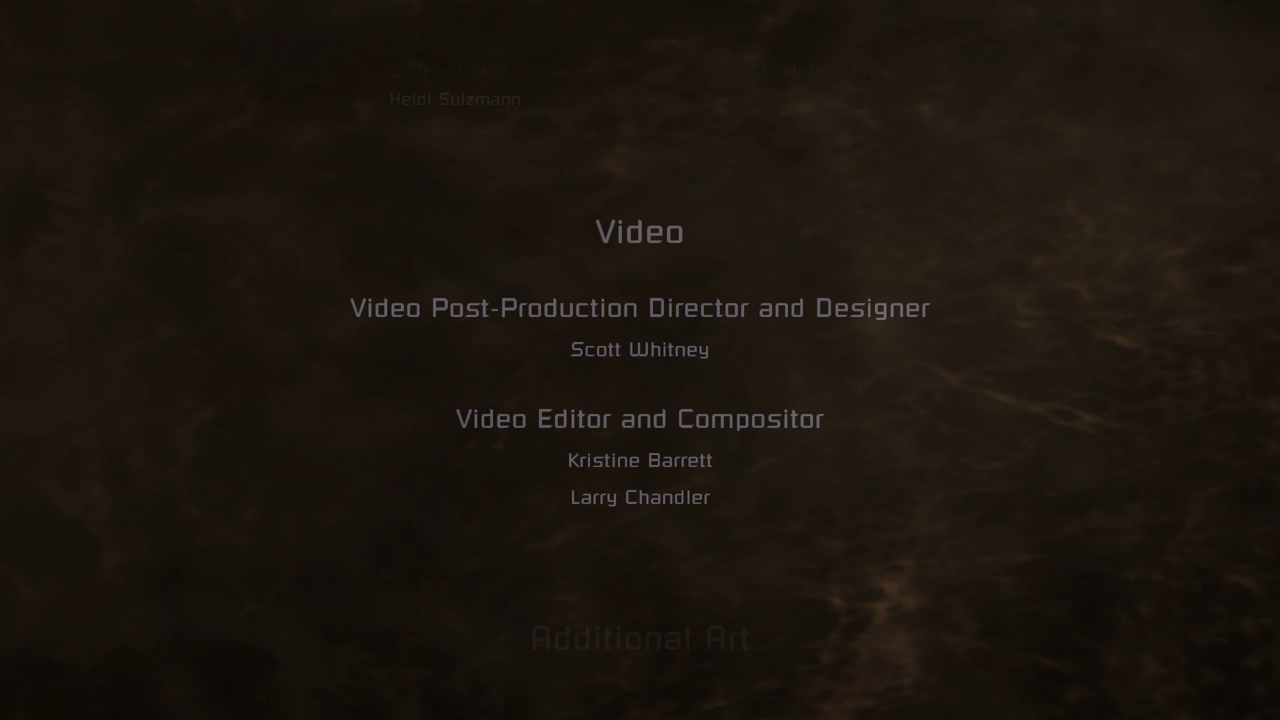 Heidi Sulzmann
Video
Video Post-Production Director and Designer
Scott Whitney
Video Editor and Compositor
Kristine Barrett
Larry Chandler
Additional Art